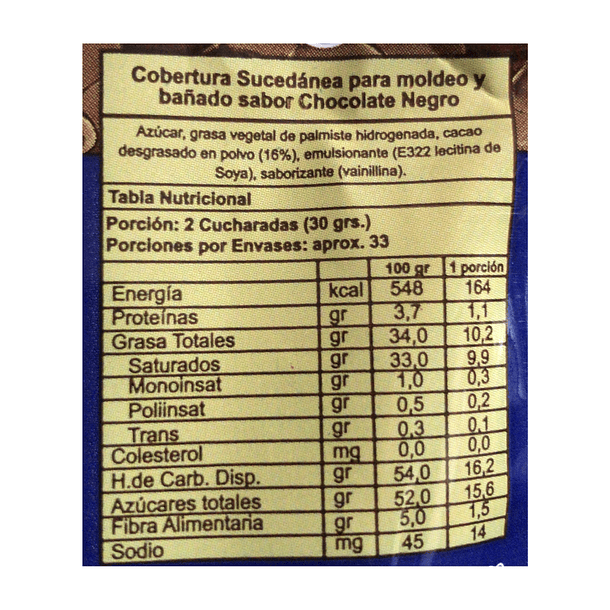 Cobertura Sucedánea para moldeo y
bañado sabor Chocolate Negro
Azúcar, grasa vegetal de palmiste hidrogenada, cacao
desgrasado en polvo (16%), emulsionante (E322 lecitina de
Soya), saborizante (vainillina).
Tabla Nutricional
Porción: 2 Cucharadas (30 grs.)
Porciones por Envases: aprox. 33
100 gr 1 porción
Energía kcal 548 164
Proteínas gr 3,7 1,1
Grasa Totales gr 34,0 10,2
Saturados gr 33,0 9,9
Monoinsat gr 1,0 0,3
Poliinsat gr 0,5 0,2
Trans gr 0,3 0,1
Colesterol mg 0,0 0,0
H.de Carb. Disp. gr 54,0 16,2
Azúcares totales gr 52,0 15,6
Fibra Alimentaria gr 5,0 1,5
Sodio mg 45 14